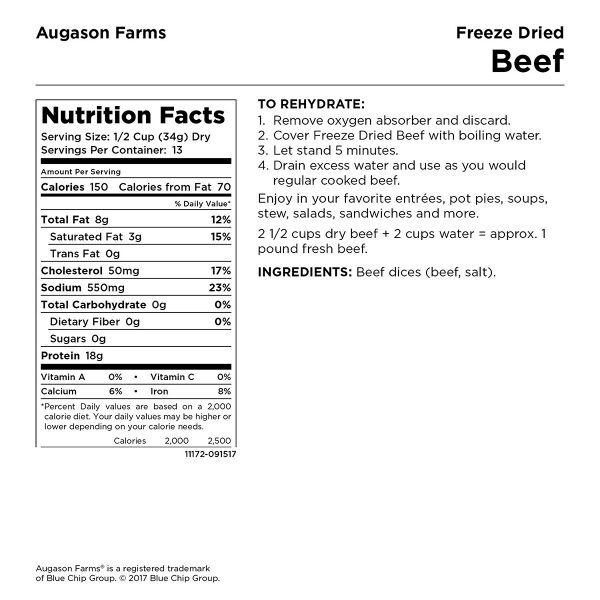 Augason Farms
Freeze Dried
Beef
Nutrition Facts
Serving Size: 1/2 Cup (34g) Dry
Servings Per Container: 13
Amount Per Serving
Calories 150 Calories from Fat 70
% Daily Value*
Total Fat 8g 12%
Saturated Fat 3g 15%
Trans Fat 0g
Cholesterol 50mg 17%
Sodium 550mg 23%
Total Carbohydrate 0g 0%
Dietary Fiber 0g 0%
Sugars 0g
Protein 18g
Vitamin A 0% • Vitamin C 0%
Calcium 6% • Iron 8%
*Percent Daily values are based on a 2,000
calorie diet. Your daily values may be higher or
lower depending on your calorie needs.
Calories 2,000 2,500
11172-091517
TO REHYDRATE:
1. Remove oxygen absorber and discard.
2. Cover Freeze Dried Beef with boiling water.
3. Let stand 5 minutes.
4. Drain excess water and use as you would
regular cooked beef.
Enjoy in your favorite entrées, pot pies, soups,
stew, salads, sandwiches and more.
2 1/2 cups dry beef + 2 cups water = approx. 1
pound fresh beef.
INGREDIENTS: Beef dices (beef, salt).
Augason Farms® is a registered trademark
of Blue Chip Group. © 2017 Blue Chip Group.